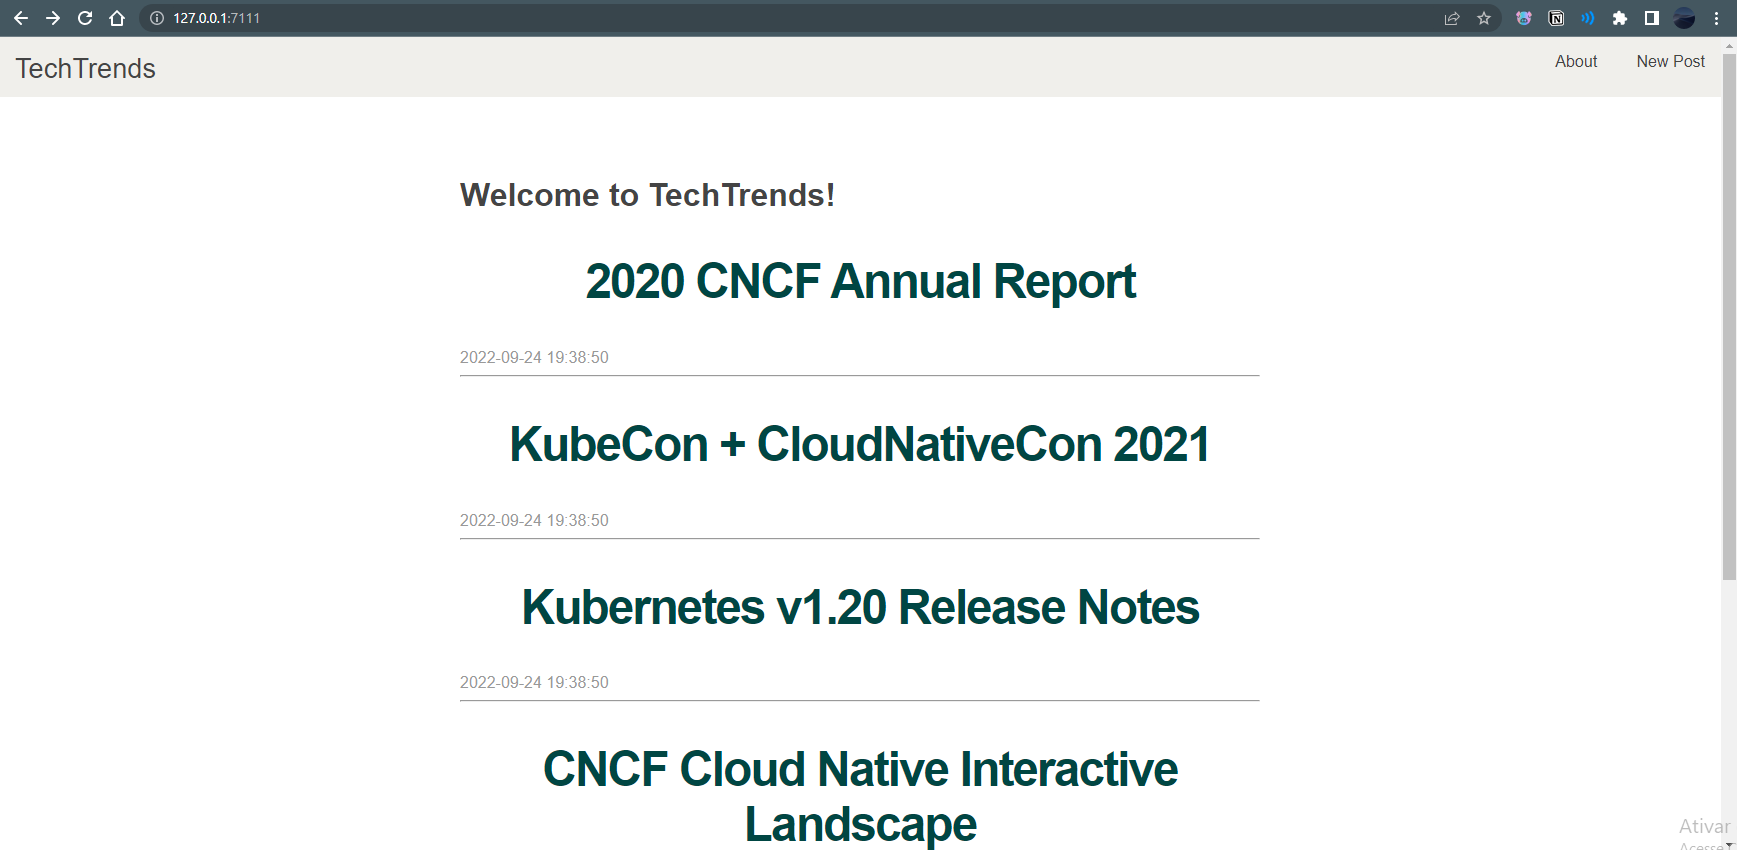 127.0.0.1:7111
TechTrends
About
New Post
Welcome to TechTrends!
2020 CNCF Annual Report
2022-09-24 19:38:50
KubeCon + CloudNativeCon 2021
2022-09-24 19:38:50
Kubernetes v1.20 Release Notes
2022-09-24 19:38:50
CNCF Cloud Native Interactive
Landscape
Ativar
Acesse